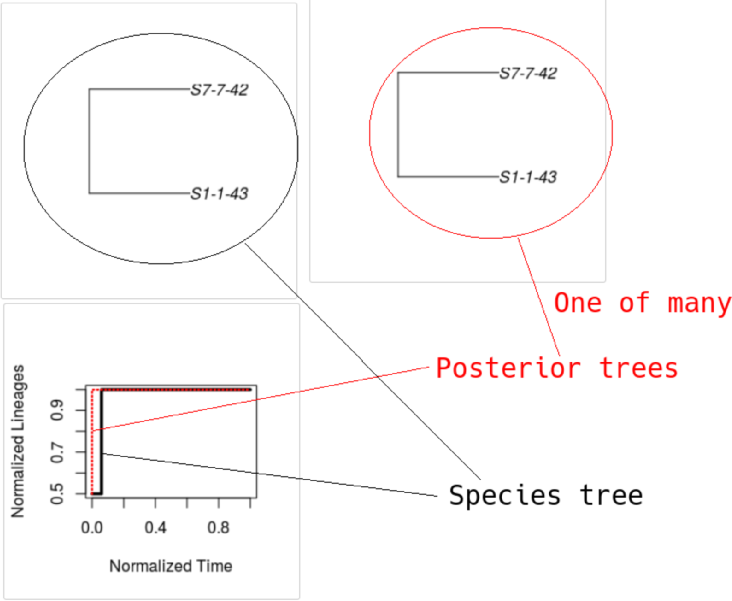 S7-7-42
S1-1-43
S7-7-42
S1-1-43
One of many
Posterior trees
Species tree
Normalized Lineages
0.9
0.7
0.5
0.0 0.4 0.8
Normalized Time